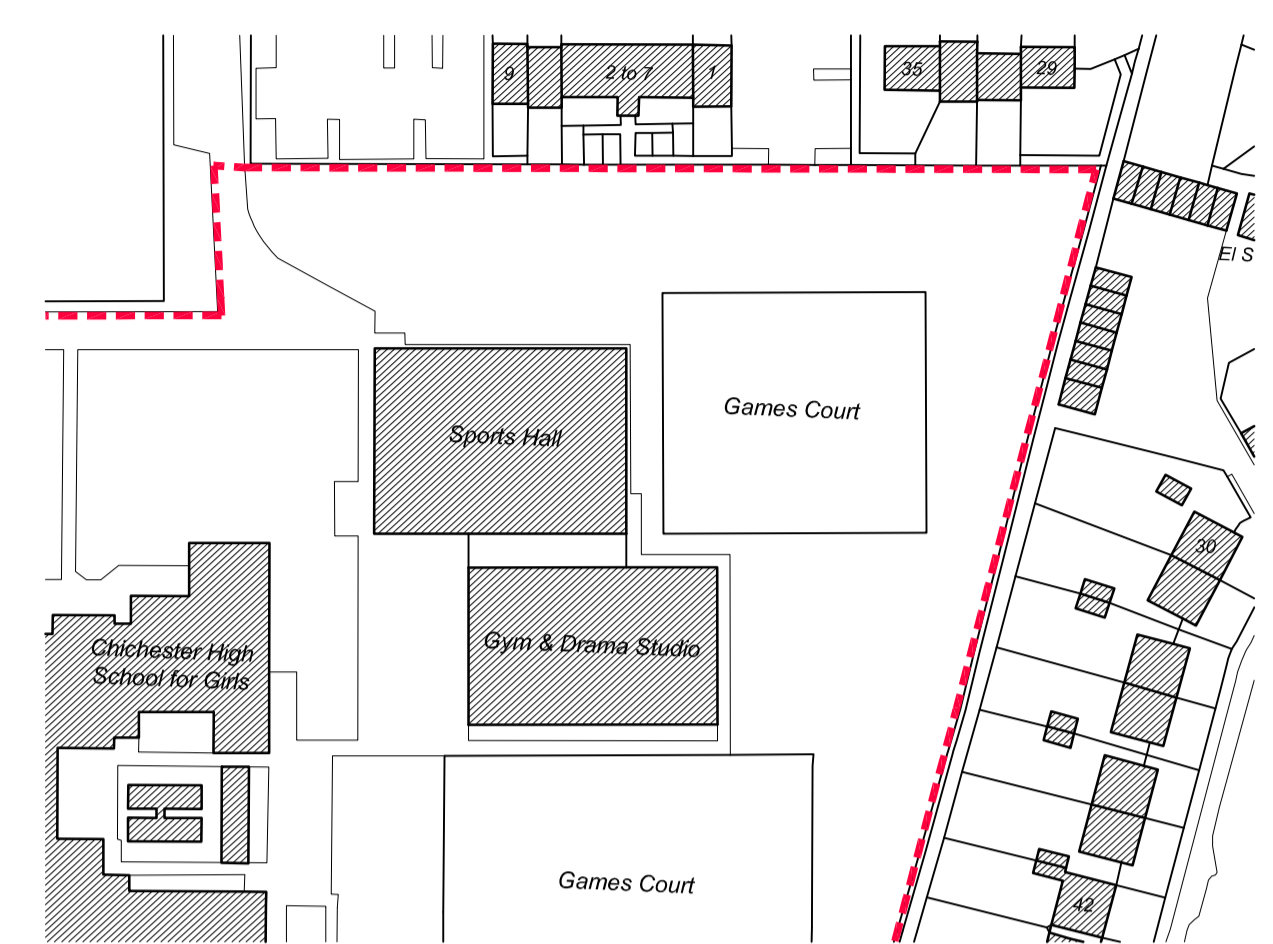 9
2 to 7
1
35
29
El S
Games Court
Sports Hall
30
Gym & Drama Studio
Chichester High
School for Girls
Games Court
42